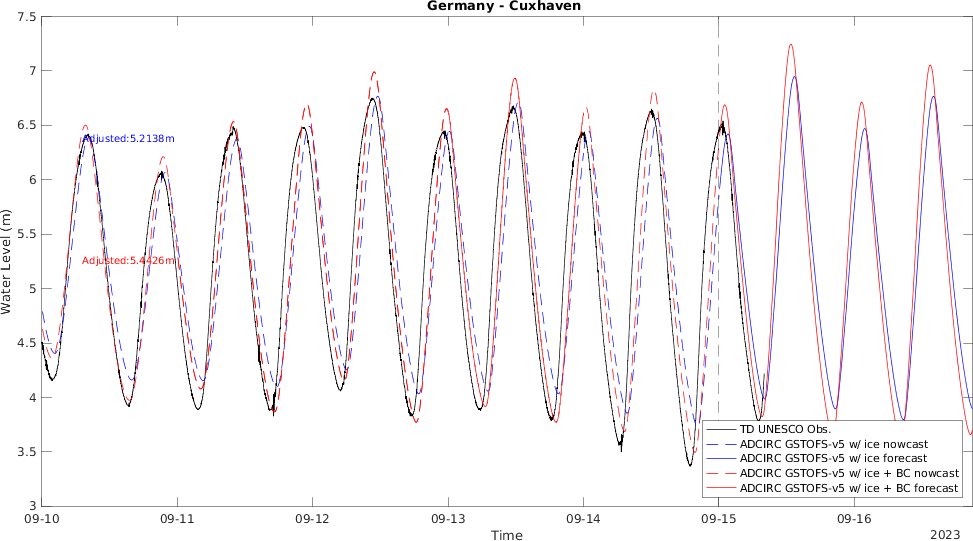 Germany - Cuxhaven
7.5
7
6.5
6
5.5
5
4.5
4
3.5
3
Water Level (m)
Adjusted:5.2138m
Adjusted:5.4426m
TD UNESCO Obs.
ADCIRC GSTOFS-v5 w/ ice nowcast
ADCIRC GSTOFS-v5 w/ ice forecast
ADCIRC GSTOFS-v5 w/ ice + BC nowcast
ADCIRC GSTOFS-v5 w/ ice + BC forecast
09-10
09-11
09-12
09-13
09-14
09-15
09-16
Time
2023